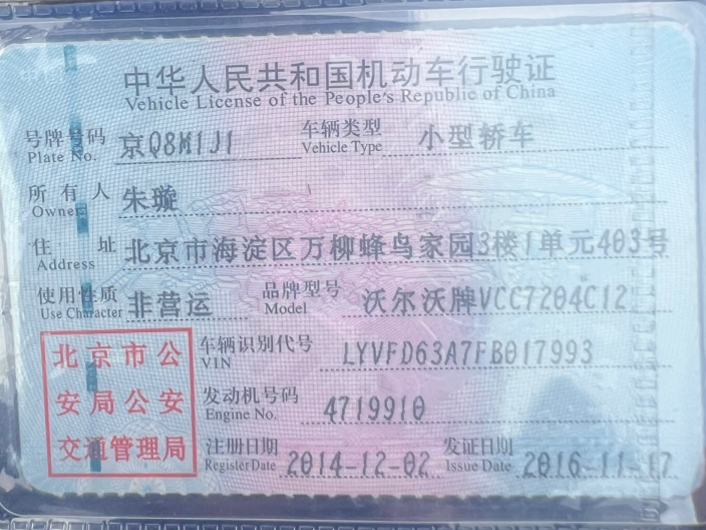 中华人民共和国机动车行驶证
Vehicle License of the People's Republic of China
号牌号码 京Q8M1J1 车辆类型 小型轿车
Plate No. Vehicle Type
所有人 朱璇
Owner
住址 北京市海淀区万柳蜂鸟家园3楼1单元403号
Address
使用性质 非营运 品牌型号 沃尔沃牌VCC7204C12
Use Character Model
北京市公 车辆识别代号 LYVFD63A7FB017993
VIN
安局公安 发动机号码 4719910
Engine No.
交通管理局 注册日期 2014-12-02 发证日期 2016-11-17
Register Date Issue Date